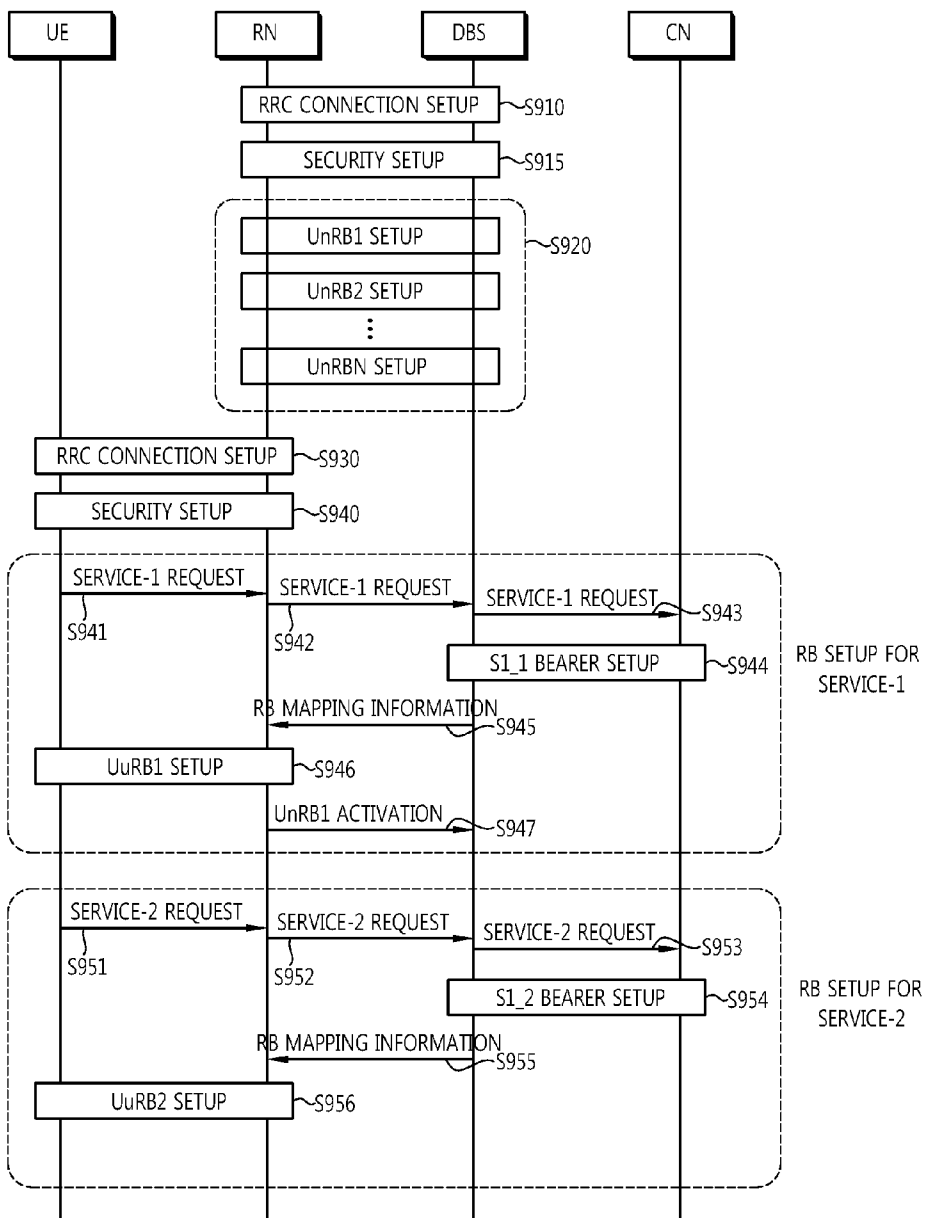 UE
RN
DBS
CN
RRC CONNECTION SETUP
S910
SECURITY SETUP
S915
UnRB1 SETUP
S920
UnRB2 SETUP
⋮
UnRBN SETUP
RRC CONNECTION SETUP
S930
SECURITY SETUP
S940
SERVICE-1 REQUEST
SERVICE-1 REQUEST
SERVICE-1 REQUEST
S941
S942
S943
S1_1 BEARER SETUP
S944
RB SETUP FOR
SERVICE-1
RB MAPPING INFORMATION
S945
UuRB1 SETUP
S946
UnRB1 ACTIVATION
S947
SERVICE-2 REQUEST
SERVICE-2 REQUEST
SERVICE-2 REQUEST
S951
S952
S953
S1_2 BEARER SETUP
S954
RB SETUP FOR
SERVICE-2
RB MAPPING INFORMATION
S955
UuRB2 SETUP
S956